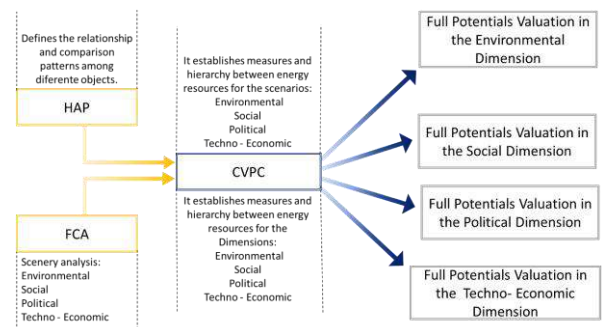 Defines the relationship
and comparison
patterns among
diferente objects.
HAP
FCA
Scenery analysis:
Environmental
Social
Political
Techno - Economic
It establishes measures and
hierarchy between energy
resources for the scenarios:
Environmental
Social
Political
Techno - Economic
CVPC
It establishes measures and
hierarchy between energy
resources for the
Dimensions:
Environmental
Social
Political
Techno - Economic
Full Potentials Valuation in
the Environmental
Dimension
Full Potentials Valuation in
the Social Dimension
Full Potentials Valuation in
the Political Dimension
Full Potentials Valuation in
the Techno- Economic
Dimension